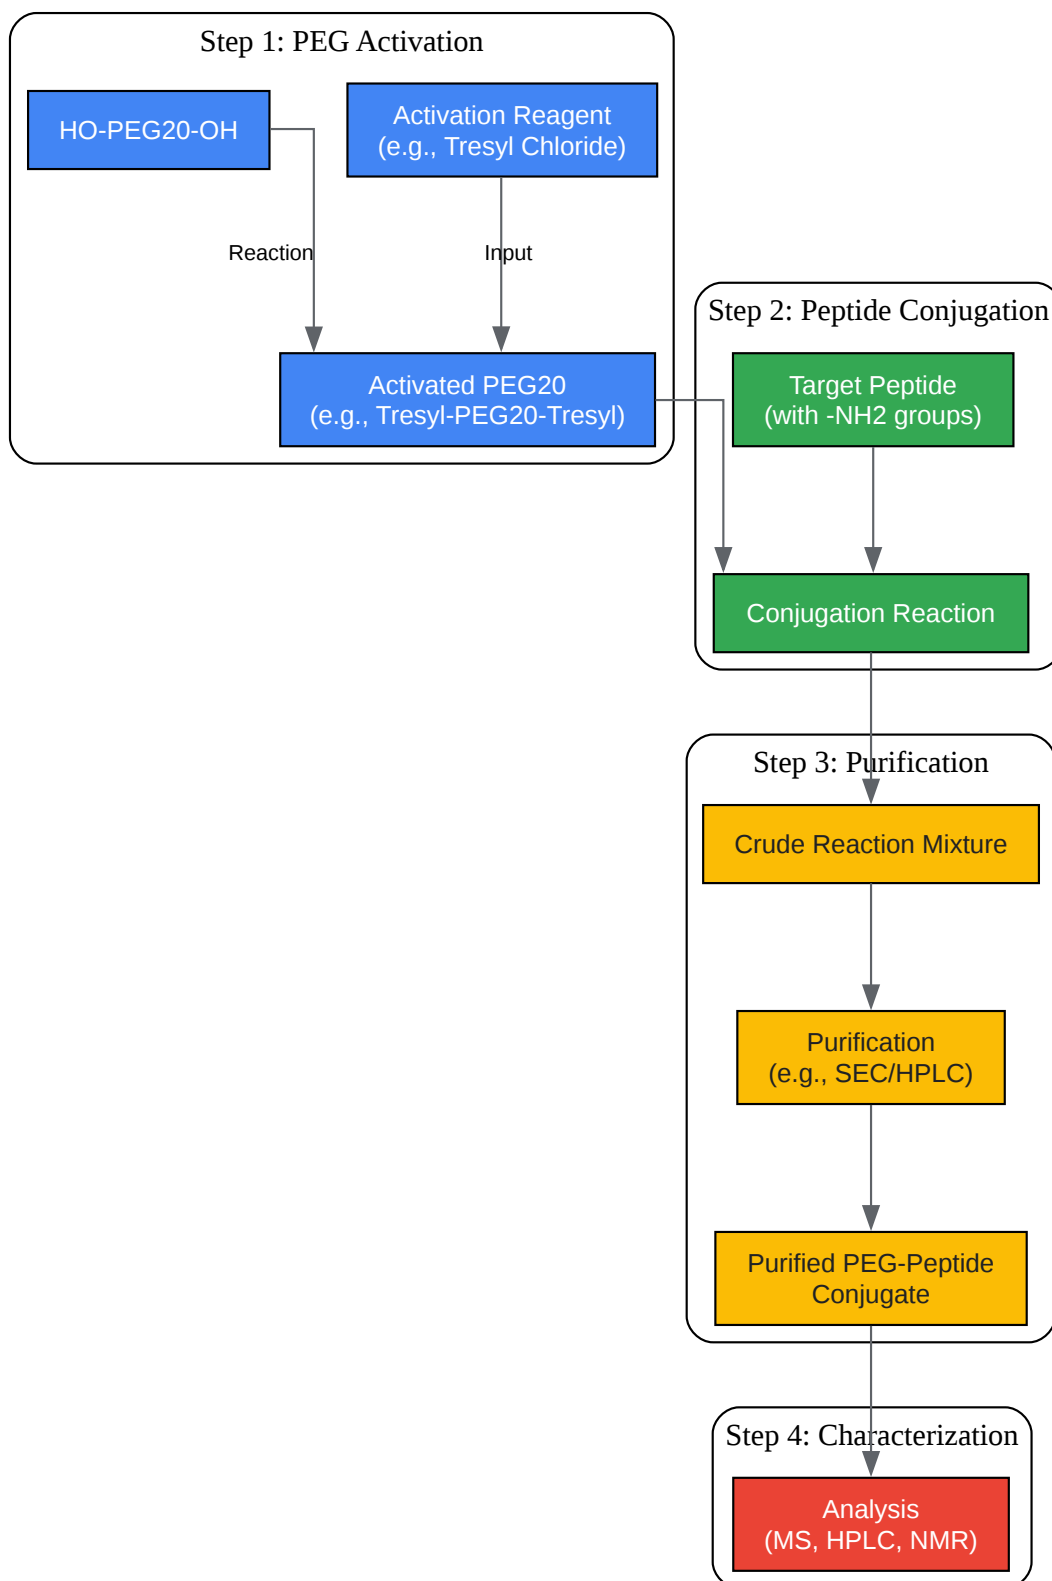 Step 1: PEG Activation
HO-PEG20-OH
Activation Reagent
(e.g., Tresyl Chloride)
Reaction
Input
Activated PEG20
(e.g., Tresyl-PEG20-Tresyl)
Step 2: Peptide Conjugation
Target Peptide
(with -NH2 groups)
Conjugation Reaction
Step 3: Purification
Crude Reaction Mixture
Purification
(e.g., SEC/HPLC)
Purified PEG-Peptide
Conjugate
Step 4: Characterization
Analysis
(MS, HPLC, NMR)